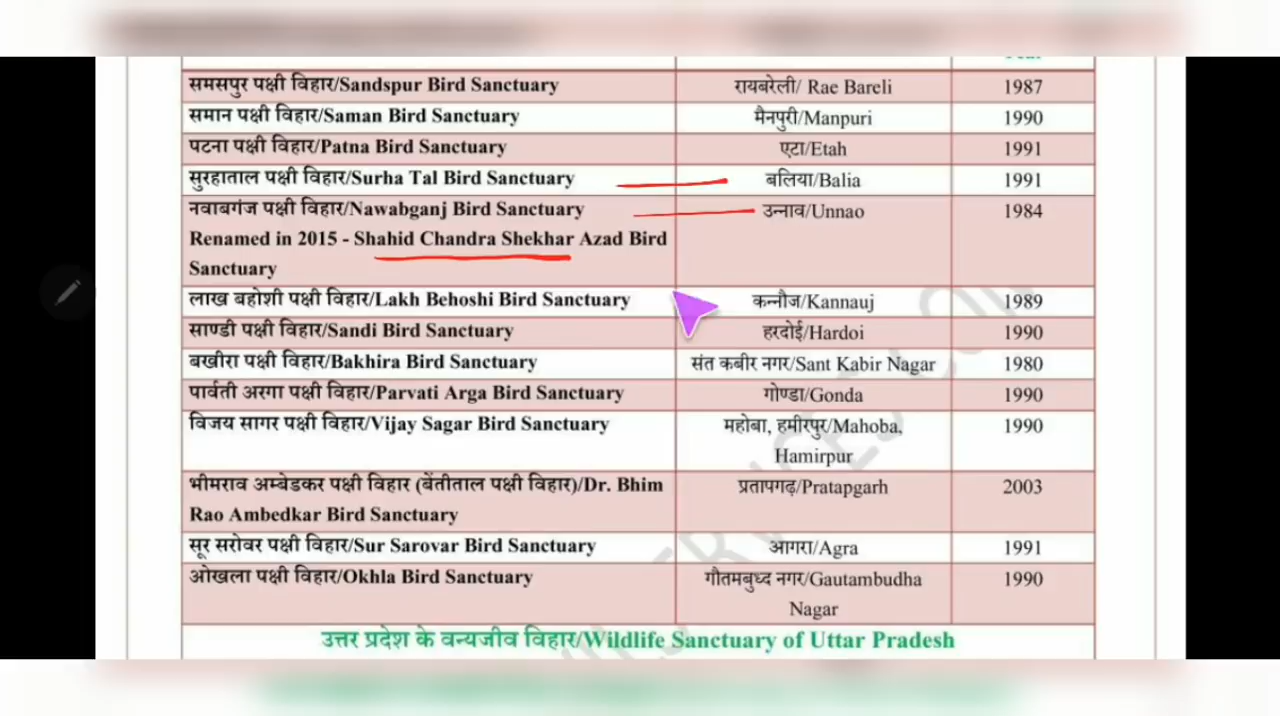 समसपुर पक्षी विहार/Sandspur Bird Sanctuary रायबरेली/ Rae Bareli 1987
समान पक्षी विहार/Saman Bird Sanctuary मैनपुरी/Manpuri 1990
पटना पक्षी विहार/Patna Bird Sanctuary एटा/Etah 1991
सुरहाताल पक्षी विहार/Surha Tal Bird Sanctuary बलिया/Balia 1991
नवाबगंज पक्षी विहार/Nawabganj Bird Sanctuary उन्नाव/Unnao 1984
Renamed in 2015 - Shahid Chandra Shekhar Azad Bird
Sanctuary
लाख बहोशी पक्षी विहार/Lakh Behoshi Bird Sanctuary कन्नौज/Kannauj 1989
साण्डी पक्षी विहार/Sandi Bird Sanctuary हरदोई/Hardoi 1990
बखीरा पक्षी विहार/Bakhira Bird Sanctuary संत कबीर नगर/Sant Kabir Nagar 1980
पार्वती अरगा पक्षी विहार/Parvati Arga Bird Sanctuary गोण्डा/Gonda 1990
विजय सागर पक्षी विहार/Vijay Sagar Bird Sanctuary महोबा, हमीरपुर/Mahoba, 1990
Hamirpur
भीमराव अम्बेडकर पक्षी विहार (बेंतीताल पक्षी विहार)/Dr. Bhim प्रतापगढ़/Pratapgarh 2003
Rao Ambedkar Bird Sanctuary
सूर सरोवर पक्षी विहार/Sur Sarovar Bird Sanctuary आगरा/Agra 1991
ओखला पक्षी विहार/Okhla Bird Sanctuary गौतमबुध्द नगर/Gautambudha 1990
Nagar
उत्तर प्रदेश के वन्यजीव विहार/Wildlife Sanctuary of Uttar Pradesh